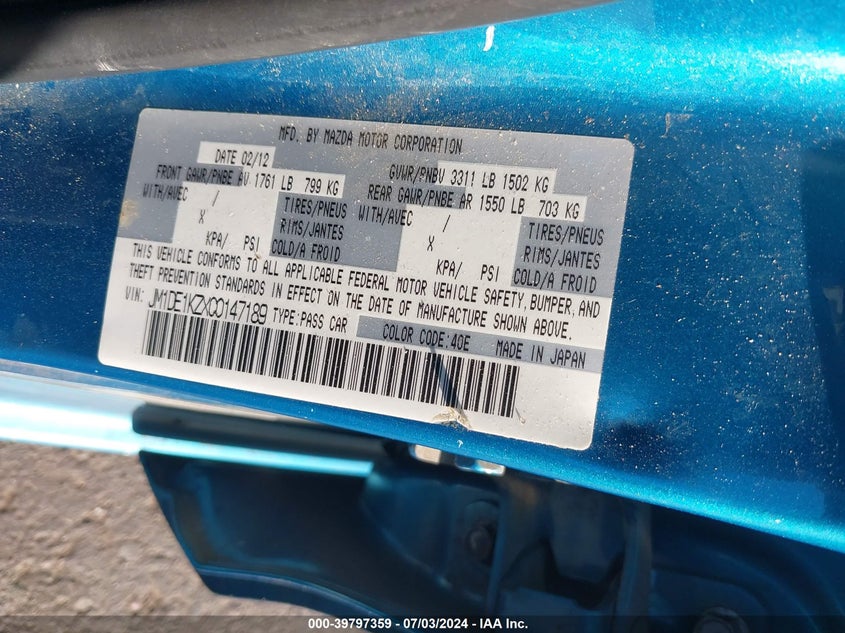 MFD. BY MAZDA MOTOR CORPORATION
DATE 02/12 GVWR/PNBV 3311 LB 1502 KG
FRONT GAWR/PNBE AV 1761 LB 799 KG REAR GAWR/PNBE AR 1550 LB 703 KG
WITH/AVEC / TIRES/PNEUS WITH/AVEC / TIRES/PNEUS
X RIMS/JANTES X RIMS/JANTES
KPA/ PSI COLD/A FROID KPA/ PSI COLD/A FROID
THIS VEHICLE CONFORMS TO ALL APPLICABLE FEDERAL MOTOR VEHICLE SAFETY, BUMPER, AND
THEFT PREVENTION STANDARDS IN EFFECT ON THE DATE OF MANUFACTURE SHOWN ABOVE.
VIN: JM1DE1KZXC0147189 TYPE:PASS CAR
COLOR CODE:40E MADE IN JAPAN
000-39797359 - 07/03/2024 - IAA Inc.